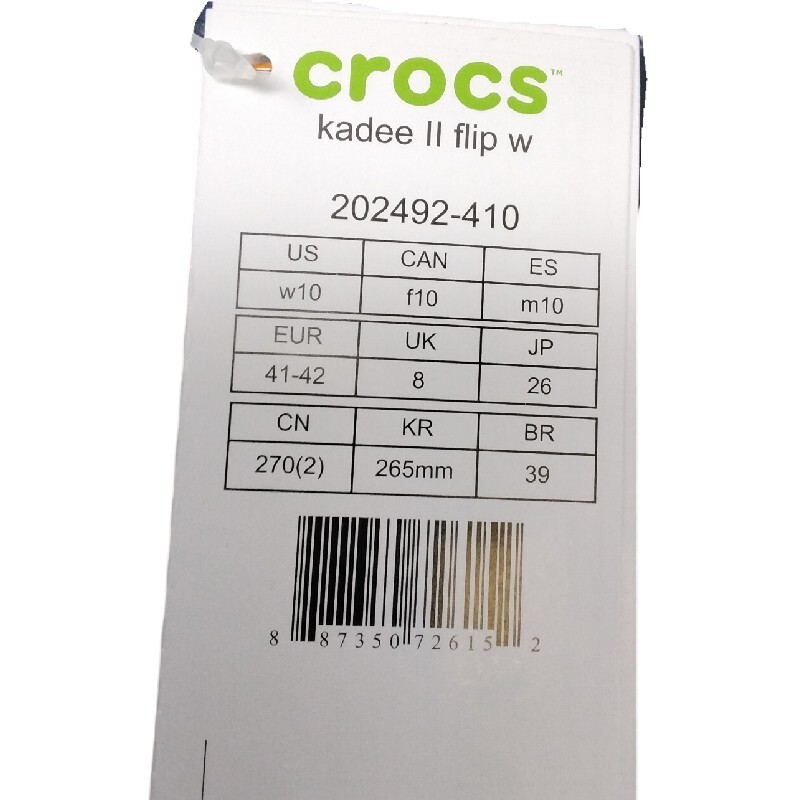 crocs™
kadee II flip w
202492-410
US CAN ES
w10 f10 m10
EUR UK JP
41-42 8 26
CN KR BR
270(2) 265mm 39
8 87350 72615 2